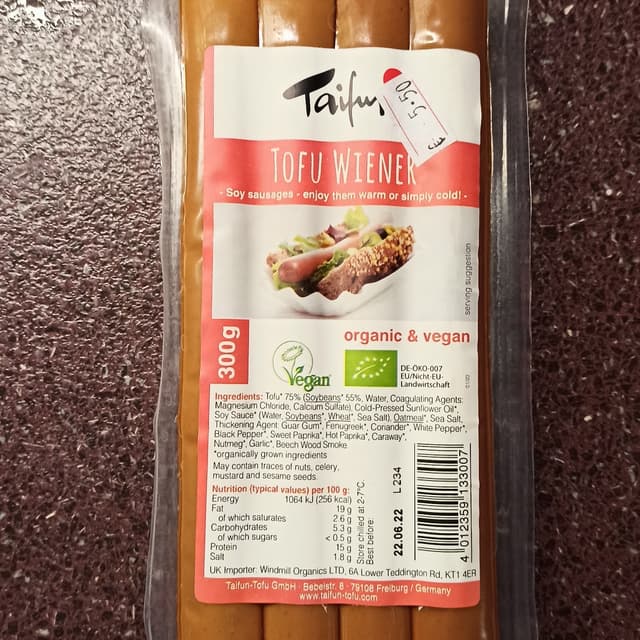 Taifun
€ 5.50
TOFU WIENER
- Soy sausages - enjoy them warm or simply cold! -
serving suggestion
300g
organic & vegan
Vegan
DE-ÖKO-007
EU/Nicht-EU-
Landwirtschaft
Ingredients: Tofu* 75% (Soybeans* 55%, Water, Coagulating Agents:
Magnesium Chloride, Calcium Sulfate), Cold-Pressed Sunflower Oil*,
Soy Sauce* (Water, Soybeans*, Wheat*, Sea Salt), Oatmeal*, Sea Salt,
Thickening Agent: Guar Gum*, Fenugreek*, Coriander*, White Pepper*,
Black Pepper*, Sweet Paprika*, Hot Paprika*, Caraway*,
Nutmeg*, Garlic*, Beech Wood Smoke
*organically grown ingredients
May contain traces of nuts, celery,
mustard and sesame seeds.
Nutrition (typical values) per 100 g:
Energy 1064 kJ (256 kcal)
Fat 19 g
of which saturates 2.6 g
Carbohydrates 5.3 g
of which sugars < 0.5 g
Protein 15 g
Salt 1.8 g
Store chilled at 2-7°C.
Best before:
22.06.22 L 234
4 012359 133007
UK Importer: Windmill Organics LTD, 6A Lower Teddington Rd, KT1 4ER
Taifun-Tofu GmbH · Bebelstr. 8 · 79108 Freiburg / Germany
www.taifun-tofu.com